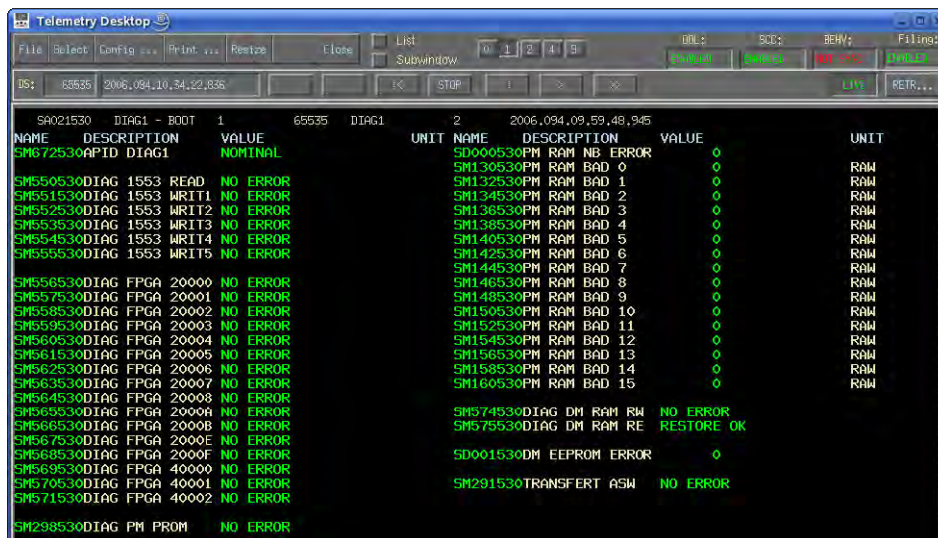 Telemetry Desktop
File Select Config ... Print ... Resize Close List Subwindow 0 1 2 4 9 OOL: SCC: BEHV: Filing:
ENABLED
DS: 65535 2006.094.10.34.22.836 |< STOP LIVE RETR...
SA021530 DIAG1 - BOOT 1 65535 DIAG1 2 2006.094.09.59.48.945
NAME DESCRIPTION VALUE UNIT NAME DESCRIPTION VALUE UNIT
SM672530APID DIAG1 NOMINAL SD000530PM RAM NB ERROR 0
SM130530PM RAM BAD 0 0 RAW
SM550530DIAG 1553 READ NO ERROR SM132530PM RAM BAD 1 0 RAW
SM551530DIAG 1553 WRIT1 NO ERROR SM134530PM RAM BAD 2 0 RAW
SM552530DIAG 1553 WRIT2 NO ERROR SM136530PM RAM BAD 3 0 RAW
SM553530DIAG 1553 WRIT3 NO ERROR SM138530PM RAM BAD 4 0 RAW
SM554530DIAG 1553 WRIT4 NO ERROR SM140530PM RAM BAD 5 0 RAW
SM555530DIAG 1553 WRIT5 NO ERROR SM142530PM RAM BAD 6 0 RAW
SM144530PM RAM BAD 7 0 RAW
SM556530DIAG FPGA 20000 NO ERROR SM146530PM RAM BAD 8 0 RAW
SM557530DIAG FPGA 20001 NO ERROR SM148530PM RAM BAD 9 0 RAW
SM558530DIAG FPGA 20002 NO ERROR SM150530PM RAM BAD 10 0 RAW
SM559530DIAG FPGA 20003 NO ERROR SM152530PM RAM BAD 11 0 RAW
SM560530DIAG FPGA 20004 NO ERROR SM154530PM RAM BAD 12 0 RAW
SM561530DIAG FPGA 20005 NO ERROR SM156530PM RAM BAD 13 0 RAW
SM562530DIAG FPGA 20006 NO ERROR SM158530PM RAM BAD 14 0 RAW
SM563530DIAG FPGA 20007 NO ERROR SM160530PM RAM BAD 15 0 RAW
SM564530DIAG FPGA 20008 NO ERROR
SM565530DIAG FPGA 2000A NO ERROR SM574530DIAG DM RAM RW NO ERROR
SM566530DIAG FPGA 2000B NO ERROR SM575530DIAG DM RAM RE RESTORE OK
SM567530DIAG FPGA 2000E NO ERROR
SM568530DIAG FPGA 2000F NO ERROR SD001530DM EEPROM ERROR 0
SM569530DIAG FPGA 40000 NO ERROR
SM570530DIAG FPGA 40001 NO ERROR SM291530TRANSFERT ASW NO ERROR
SM571530DIAG FPGA 40002 NO ERROR
SM298530DIAG PM PROM NO ERROR